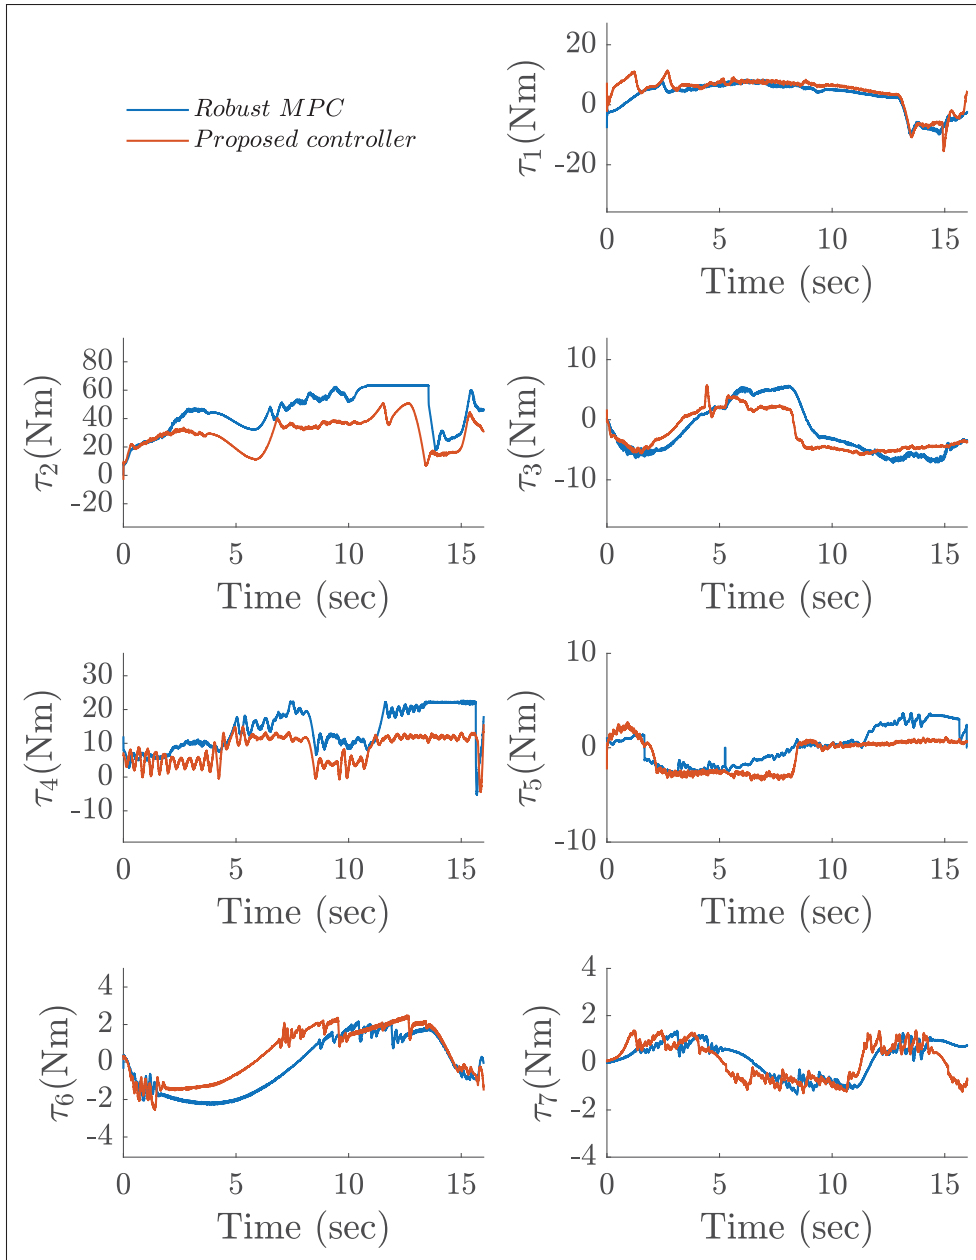 Robust MPC
Proposed controller
τ1(Nm)
20
0
-20
0 5 10 15
Time (sec)
τ2(Nm)
80
60
40
20
0
-20
0 5 10 15
Time (sec)
τ3(Nm)
10
0
-10
0 5 10 15
Time (sec)
τ4(Nm)
30
20
10
0
-10
0 5 10 15
Time (sec)
τ5(Nm)
10
0
-10
0 5 10 15
Time (sec)
τ6(Nm)
4
2
0
-2
-4
0 5 10 15
Time (sec)
τ7(Nm)
4
2
0
-2
-4
0 5 10 15
Time (sec)